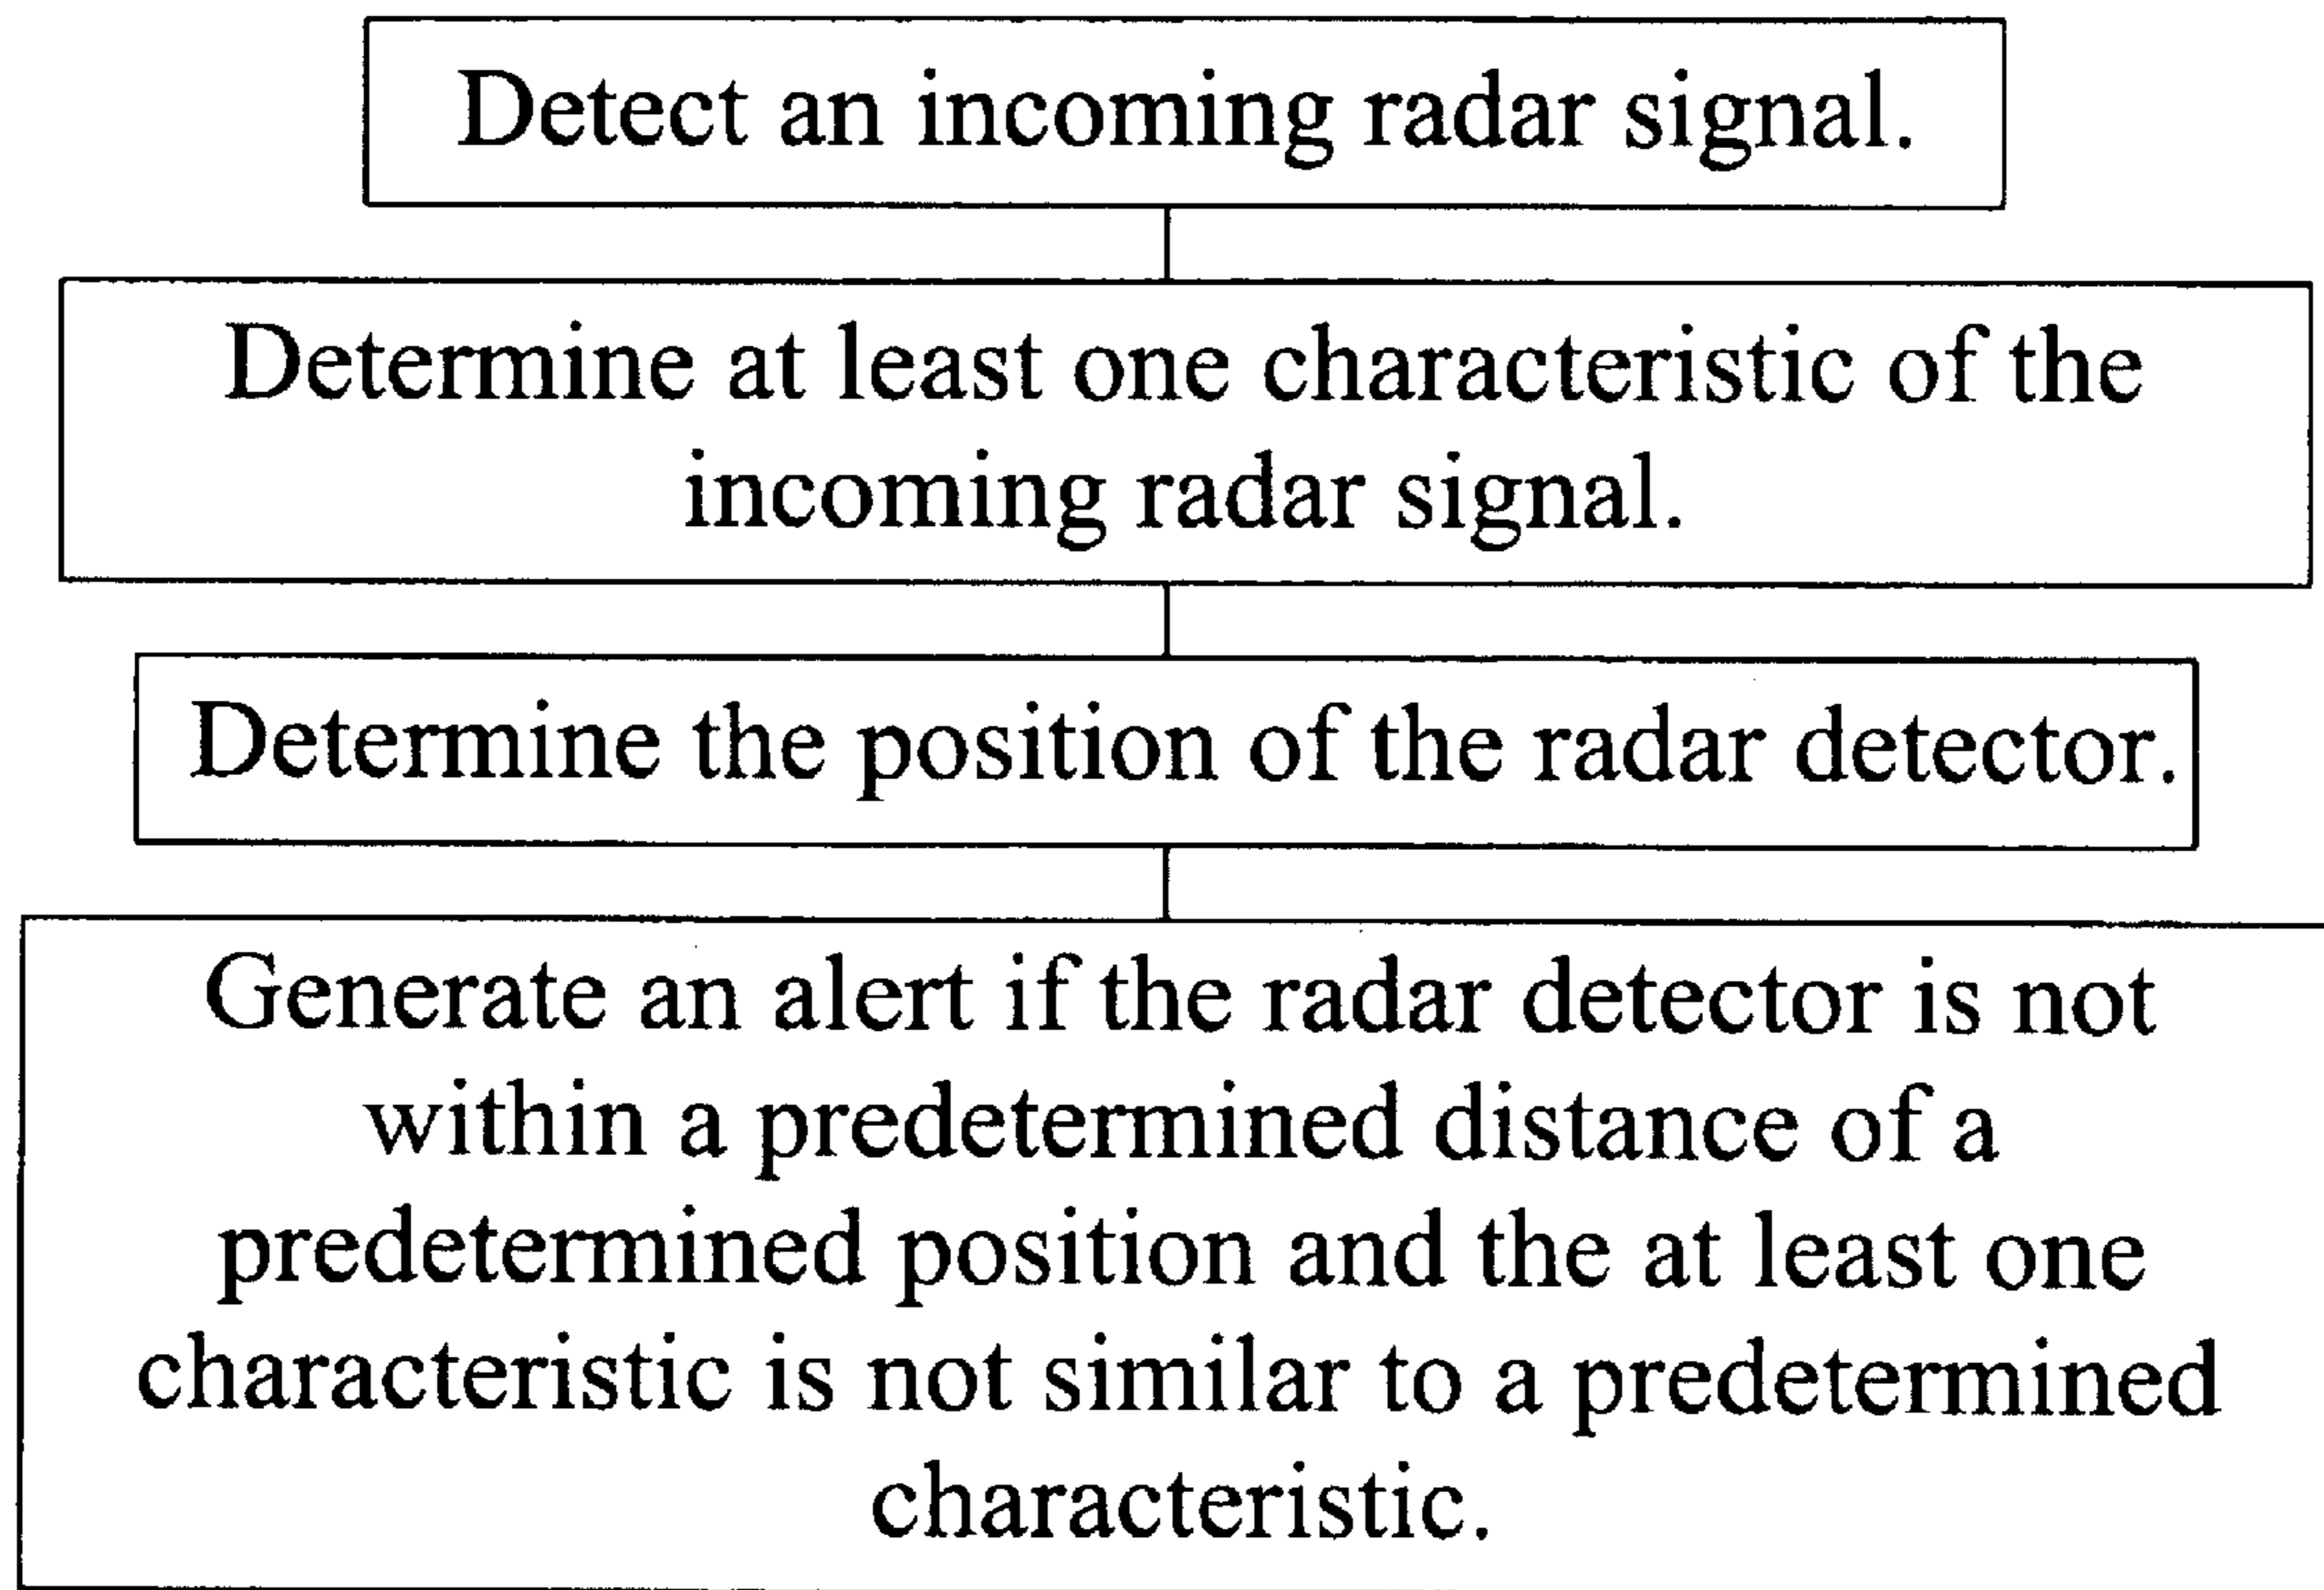 Detect an incoming radar signal.
Determine at least one characteristic of the
incoming radar signal.
Determine the position of the radar detector.
Generate an alert if the radar detector is not
within a predetermined distance of a
predetermined position and the at least one
characteristic is not similar to a predetermined
characteristic.